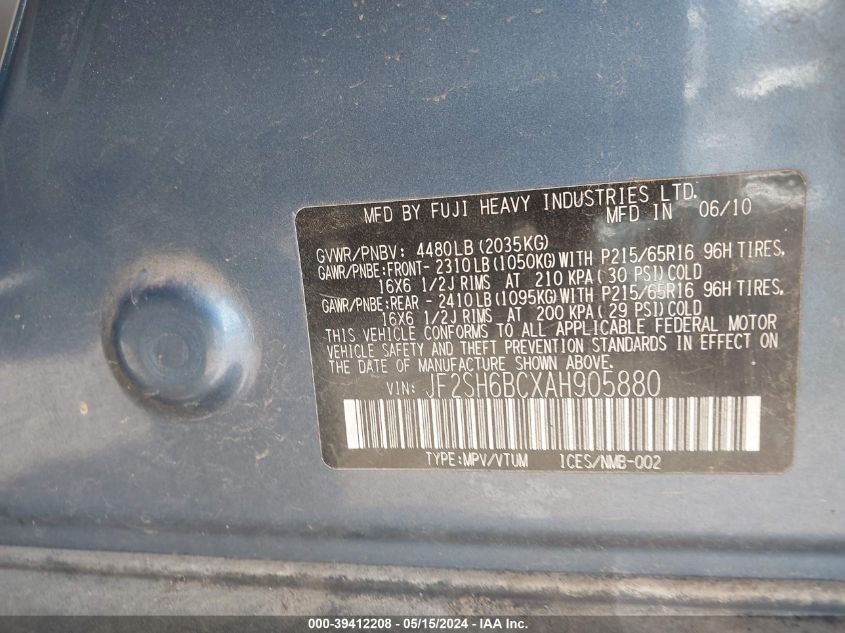 MFD BY FUJI HEAVY INDUSTRIES LTD.
MFD IN 06/10
GVWR/PNBV: 4480LB(2035KG)
GAWR/PNBE:FRONT- 2310LB(1050KG)WITH P215/65R16 96H TIRES,
16X6 1/2J RIMS AT 210 KPA(30 PSI)COLD
GAWR/PNBE:REAR - 2410LB(1095KG)WITH P215/65R16 96H TIRES,
16X6 1/2J RIMS AT 200 KPA(29 PSI)COLD
THIS VEHICLE CONFORMS TO ALL APPLICABLE FEDERAL MOTOR
VEHICLE SAFETY AND THEFT PREVENTION STANDARDS IN EFFECT ON
THE DATE OF MANUFACTURE SHOWN ABOVE.
VIN: JF2SH6BCXAH905880
TYPE:MPV/VTUM ICES/NMB-002
000-39412208 - 05/15/2024 - IAA Inc.